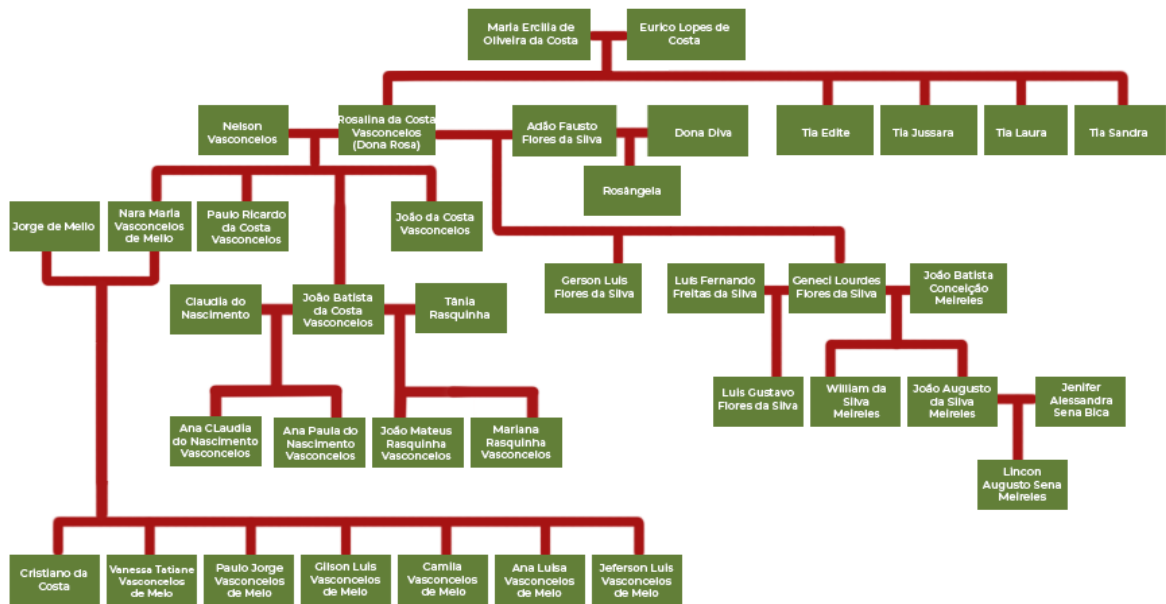 Maria Ercilia de
Oliveira da Costa
Eurico Lopes de
Costa
Nelson
Vasconcelos
Rosalina da Costa
Vasconcelos
(Dona Rosa)
Adão Fausto
Flores da Silva
Dona Diva
Tia Edite
Tia Jussara
Tia Laura
Tia Sandra
Rosângela
Jorge de Mello
Nara Maria
Vasconcelos
de Mello
Paulo Ricardo
da Costa
Vasconcelos
João da Costa
Vasconcelos
Gerson Luis
Flores da Silva
Luis Fernando
Freitas da Silva
Geneci Lourdes
Flores da Silva
João Batista
Conceição
Meireles
Claudia do
Nascimento
João Batista
da Costa
Vasconcelos
Tânia
Rasquinha
Luis Gustavo
Flores da Silva
William da
Silva
Meireles
João Augusto
da Silva
Meireles
Jenifer
Alessandra
Sena Bica
Ana CLaudia
do Nascimento
Vasconcelos
Ana Paula do
Nascimento
Vasconcelos
João Mateus
Rasquinha
Vasconcelos
Mariana
Rasquinha
Vasconcelos
Lincon
Augusto Sena
Meireles
Cristiano da
Costa
Vanessa Tatiane
Vasconcelos
de Melo
Paulo Jorge
Vasconcelos
de Melo
Gilson Luis
Vasconcelos
de Melo
Camila
Vasconcelos
de Melo
Ana Luisa
Vasconcelos
de Melo
Jeferson Luis
Vasconcelos
de Melo